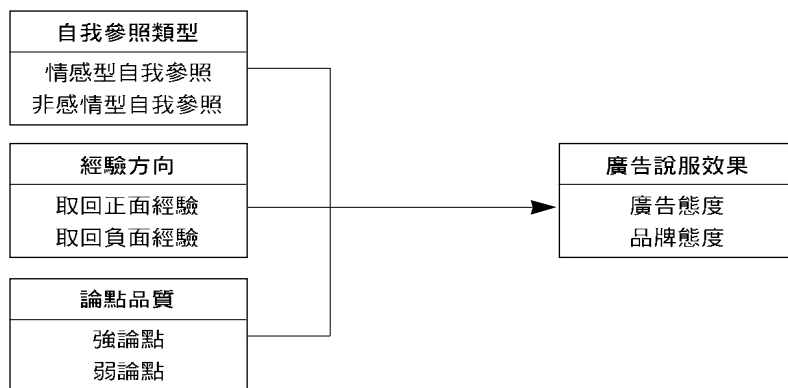 自我參照類型
情感型自我參照
非感情型自我參照
經驗方向
取回正面經驗
取回負面經驗
論點品質
強論點
弱論點
廣告說服效果
廣告態度
品牌態度